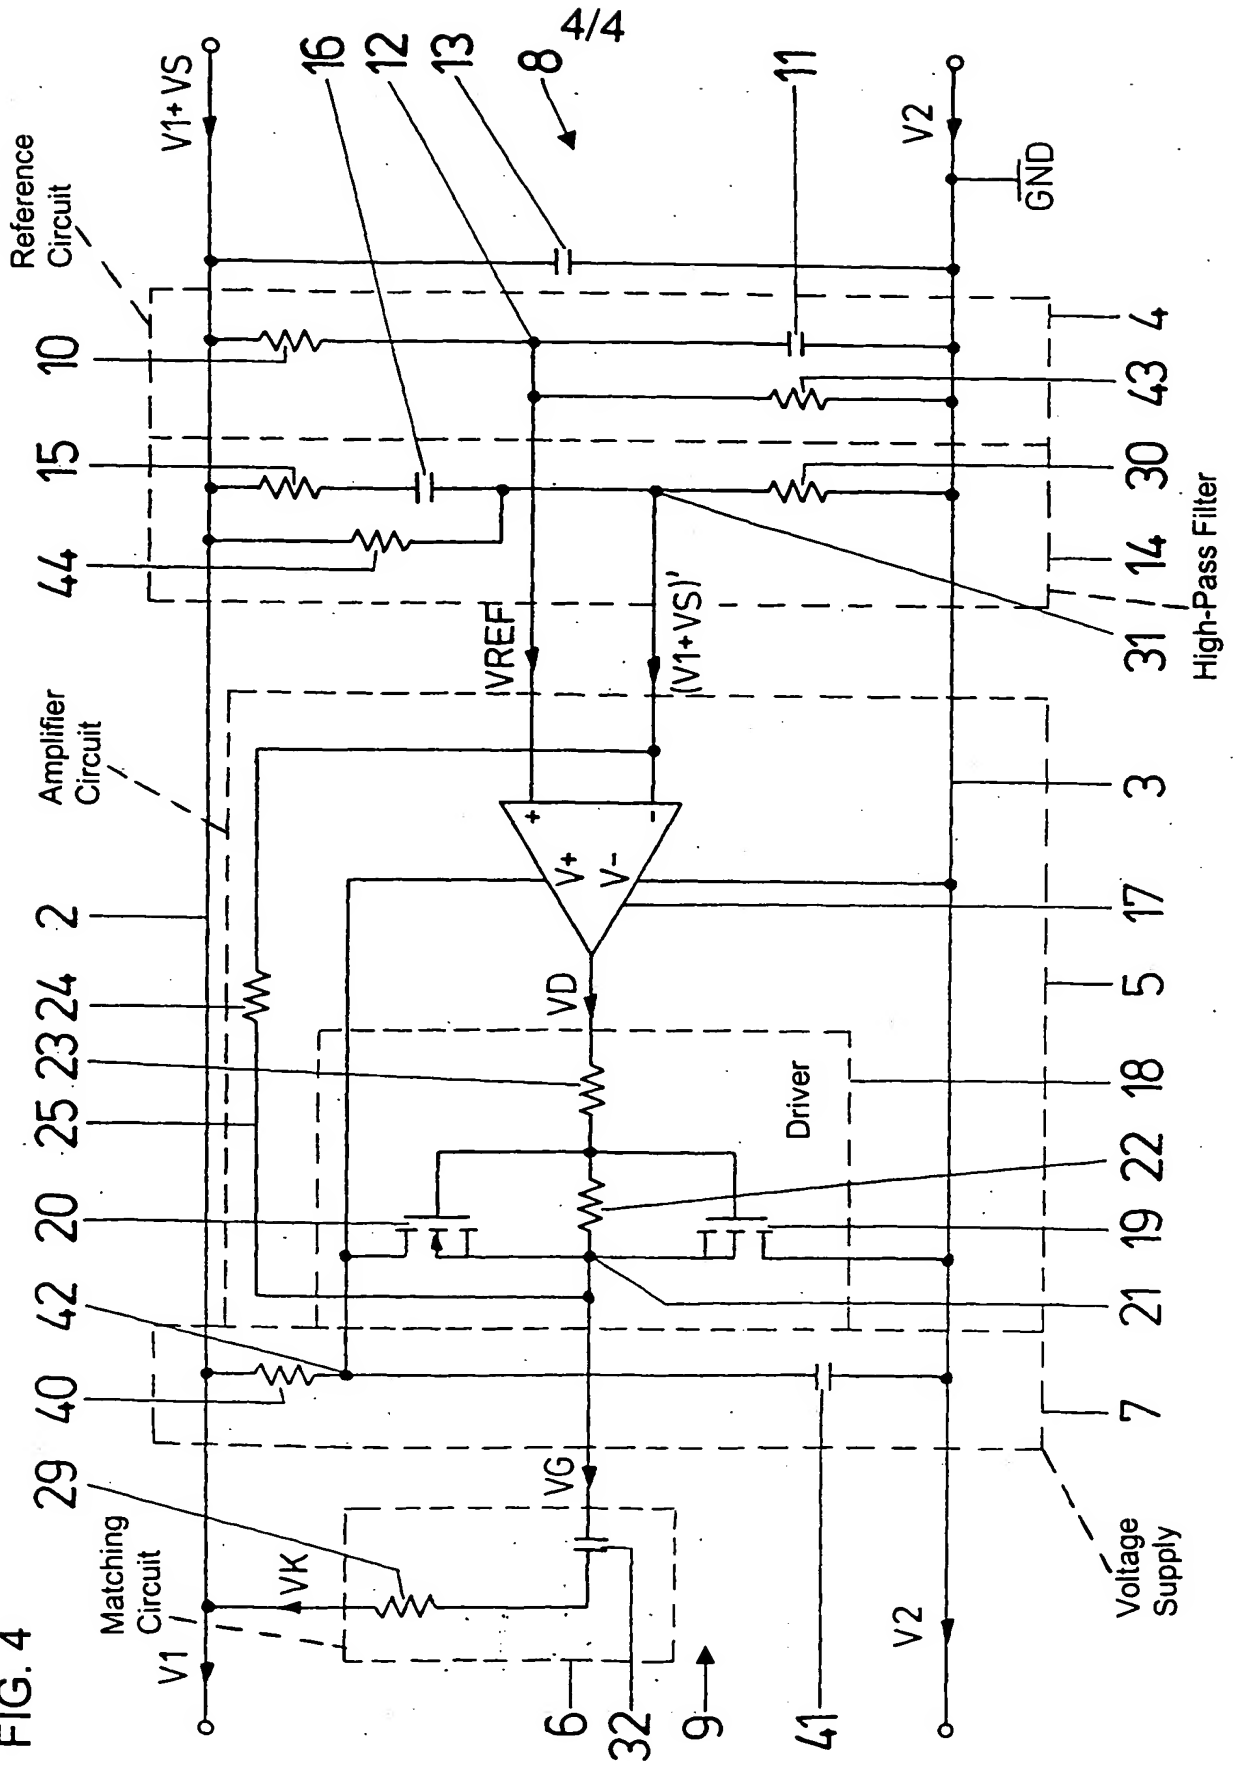 4/4
FIG. 4
Matching
Circuit
29
40
42
20
25
23
24
2
Amplifier
Circuit
44
15
10
Reference
Circuit
16
12
13
8
11
V1
VK
V1+VS
VG
VD
VREF
(V1+VS)'
V+
V-
+
-
Driver
V2
V2
GND
6
32
9
41
Voltage
Supply
7
21
19
22
18
5
17
3
31
High-Pass Filter
14
30
43
4